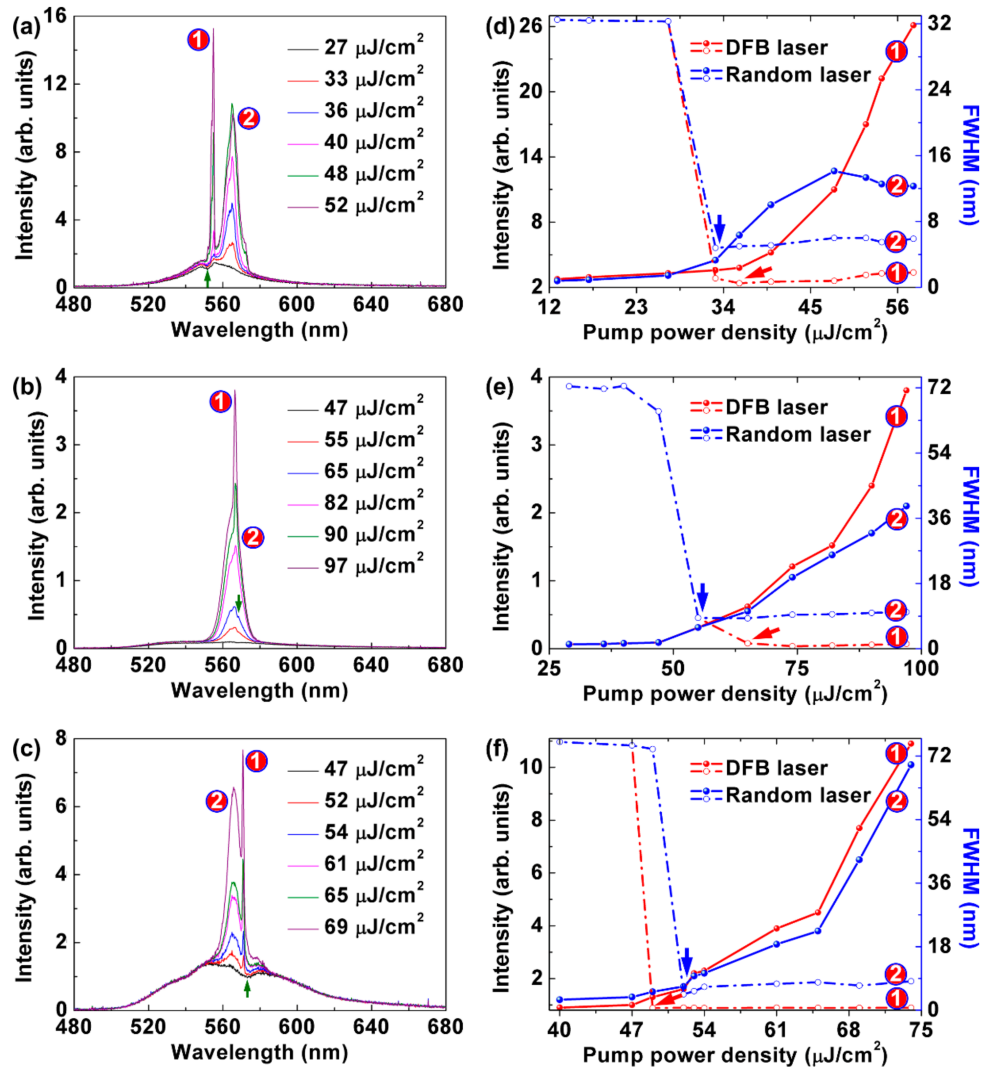 (a)
16
12
8
4
0
Intensity (arb. units)
480
520
560
600
640
680
Wavelength (nm)
1
2
27 μJ/cm²
33 μJ/cm²
36 μJ/cm²
40 μJ/cm²
48 μJ/cm²
52 μJ/cm²
(d)
26
20
14
8
2
Intensity (arb. units)
12
23
34
45
56
Pump power density (μJ/cm²)
32
24
16
8
0
FWHM (nm)
DFB laser
Random laser
1
2
2
1
(b)
4
3
2
1
0
Intensity (arb. units)
480
520
560
600
640
680
Wavelength (nm)
1
2
47 μJ/cm²
55 μJ/cm²
65 μJ/cm²
82 μJ/cm²
90 μJ/cm²
97 μJ/cm²
(e)
4
3
2
1
0
Intensity (arb. units)
25
50
75
100
Pump power density (μJ/cm²)
72
54
36
18
0
FWHM (nm)
DFB laser
Random laser
1
2
2
1
(c)
8
6
4
2
0
Intensity (arb. units)
480
520
560
600
640
680
Wavelength (nm)
1
2
47 μJ/cm²
52 μJ/cm²
54 μJ/cm²
61 μJ/cm²
65 μJ/cm²
69 μJ/cm²
(f)
10
8
6
4
2
Intensity (arb. units)
40
47
54
61
68
75
Pump power density (μJ/cm²)
72
54
36
18
0
FWHM (nm)
DFB laser
Random laser
1
2
2
1